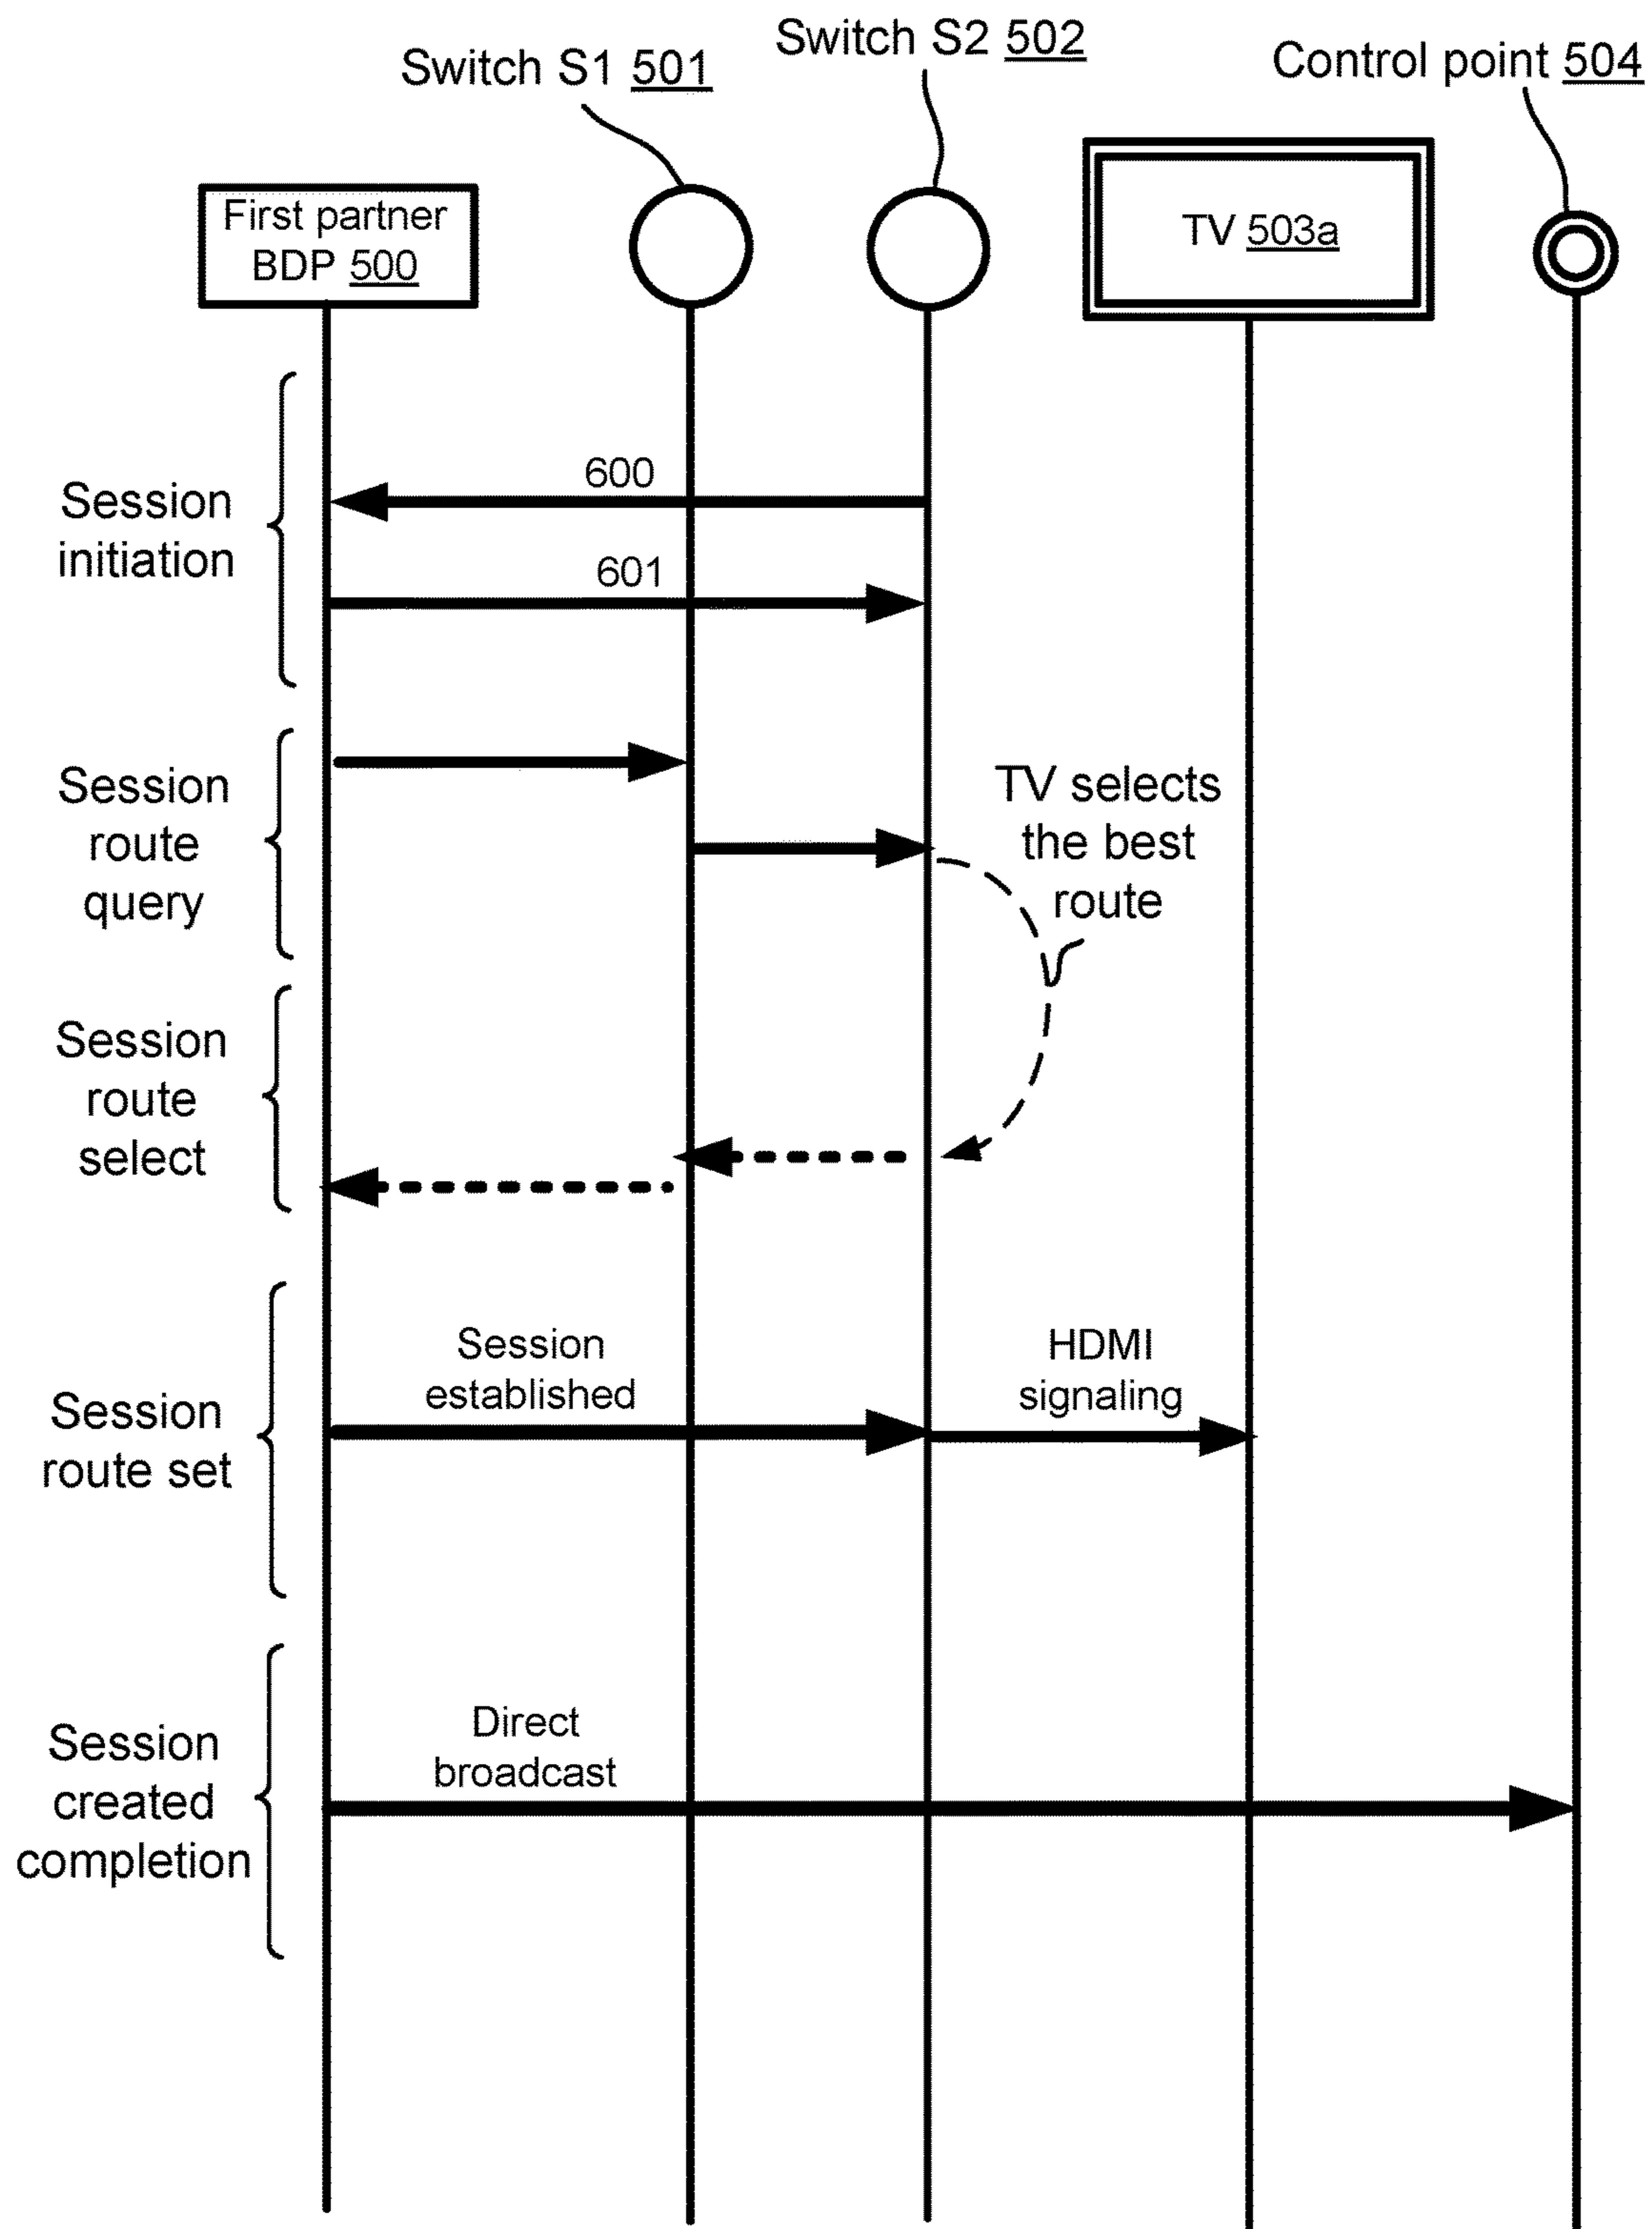 Switch S1 501
Switch S2 502
Control point 504
First partner
BDP 500
TV 503a
Session
initiation
600
601
Session
route
query
TV selects
the best
route
Session
route
select
Session
route set
Session
established
HDMI
signaling
Session
created
completion
Direct
broadcast